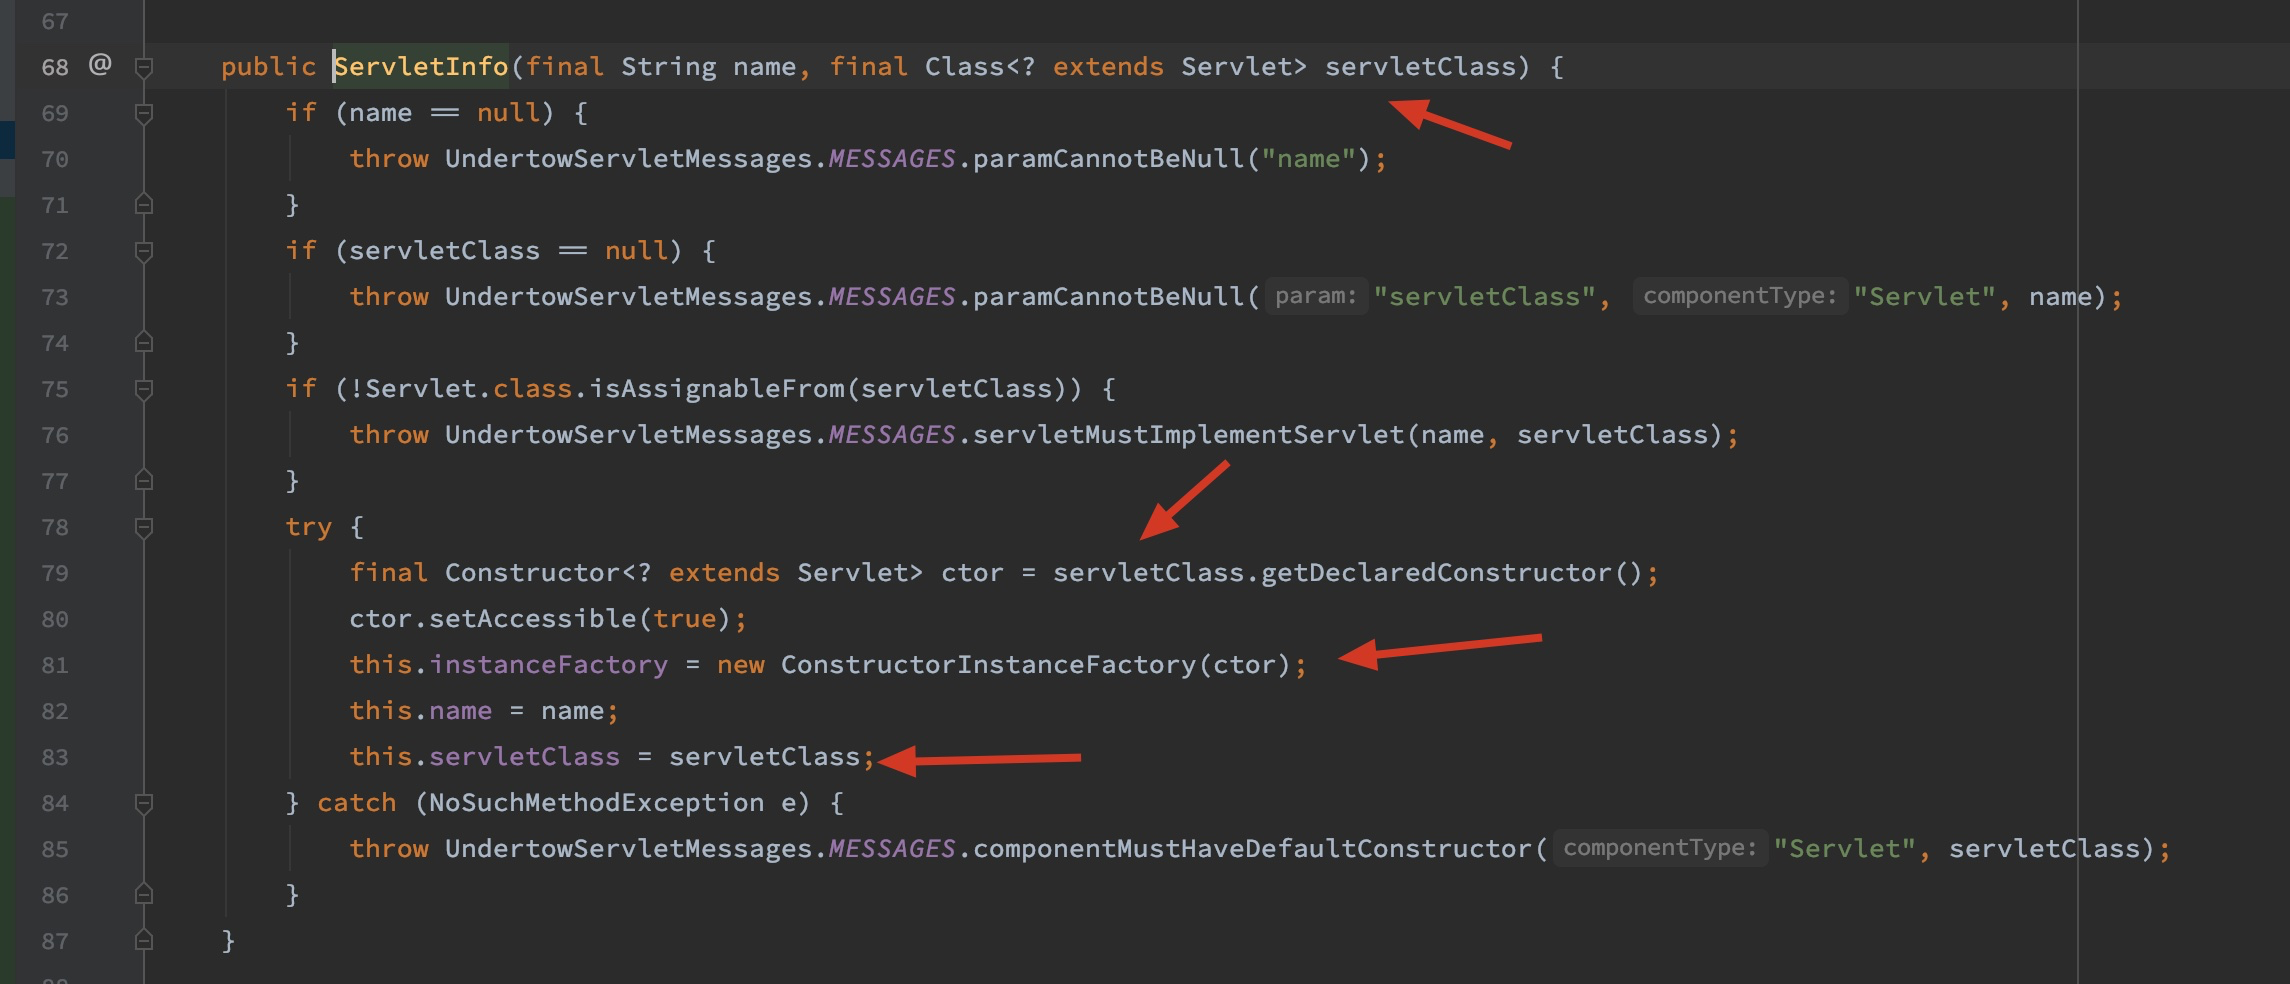 67
68 @ public ServletInfo(final String name, final Class<? extends Servlet> servletClass) {
69 if (name == null) {
70 throw UndertowServletMessages.MESSAGES.paramCannotBeNull("name");
71 }
72 if (servletClass == null) {
73 throw UndertowServletMessages.MESSAGES.paramCannotBeNull( param: "servletClass", componentType: "Servlet", name);
74 }
75 if (!Servlet.class.isAssignableFrom(servletClass)) {
76 throw UndertowServletMessages.MESSAGES.servletMustImplementServlet(name, servletClass);
77 }
78 try {
79 final Constructor<? extends Servlet> ctor = servletClass.getDeclaredConstructor();
80 ctor.setAccessible(true);
81 this.instanceFactory = new ConstructorInstanceFactory(ctor);
82 this.name = name;
83 this.servletClass = servletClass;
84 } catch (NoSuchMethodException e) {
85 throw UndertowServletMessages.MESSAGES.componentMustHaveDefaultConstructor( componentType: "Servlet", servletClass);
86 }
87 }